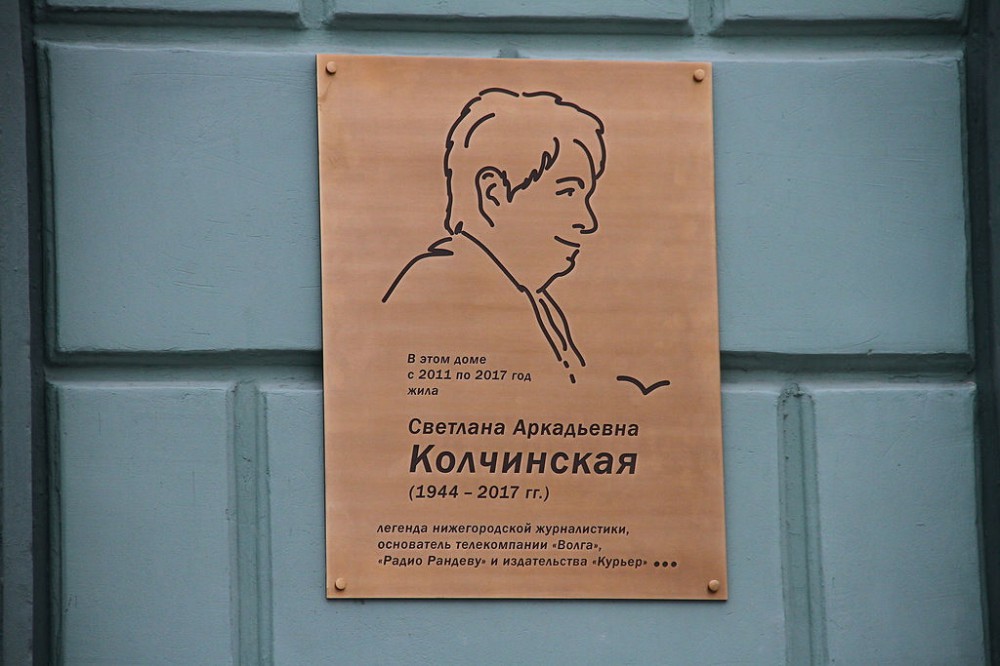 В этом доме
с 2011 по 2017 год
жила
Светлана Аркадьевна
Колчинская
(1944 – 2017 гг.)
легенда нижегородской журналистики,
основатель телекомпании «Волга»,
«Радио Рандеву» и издательства «Курьер» •••